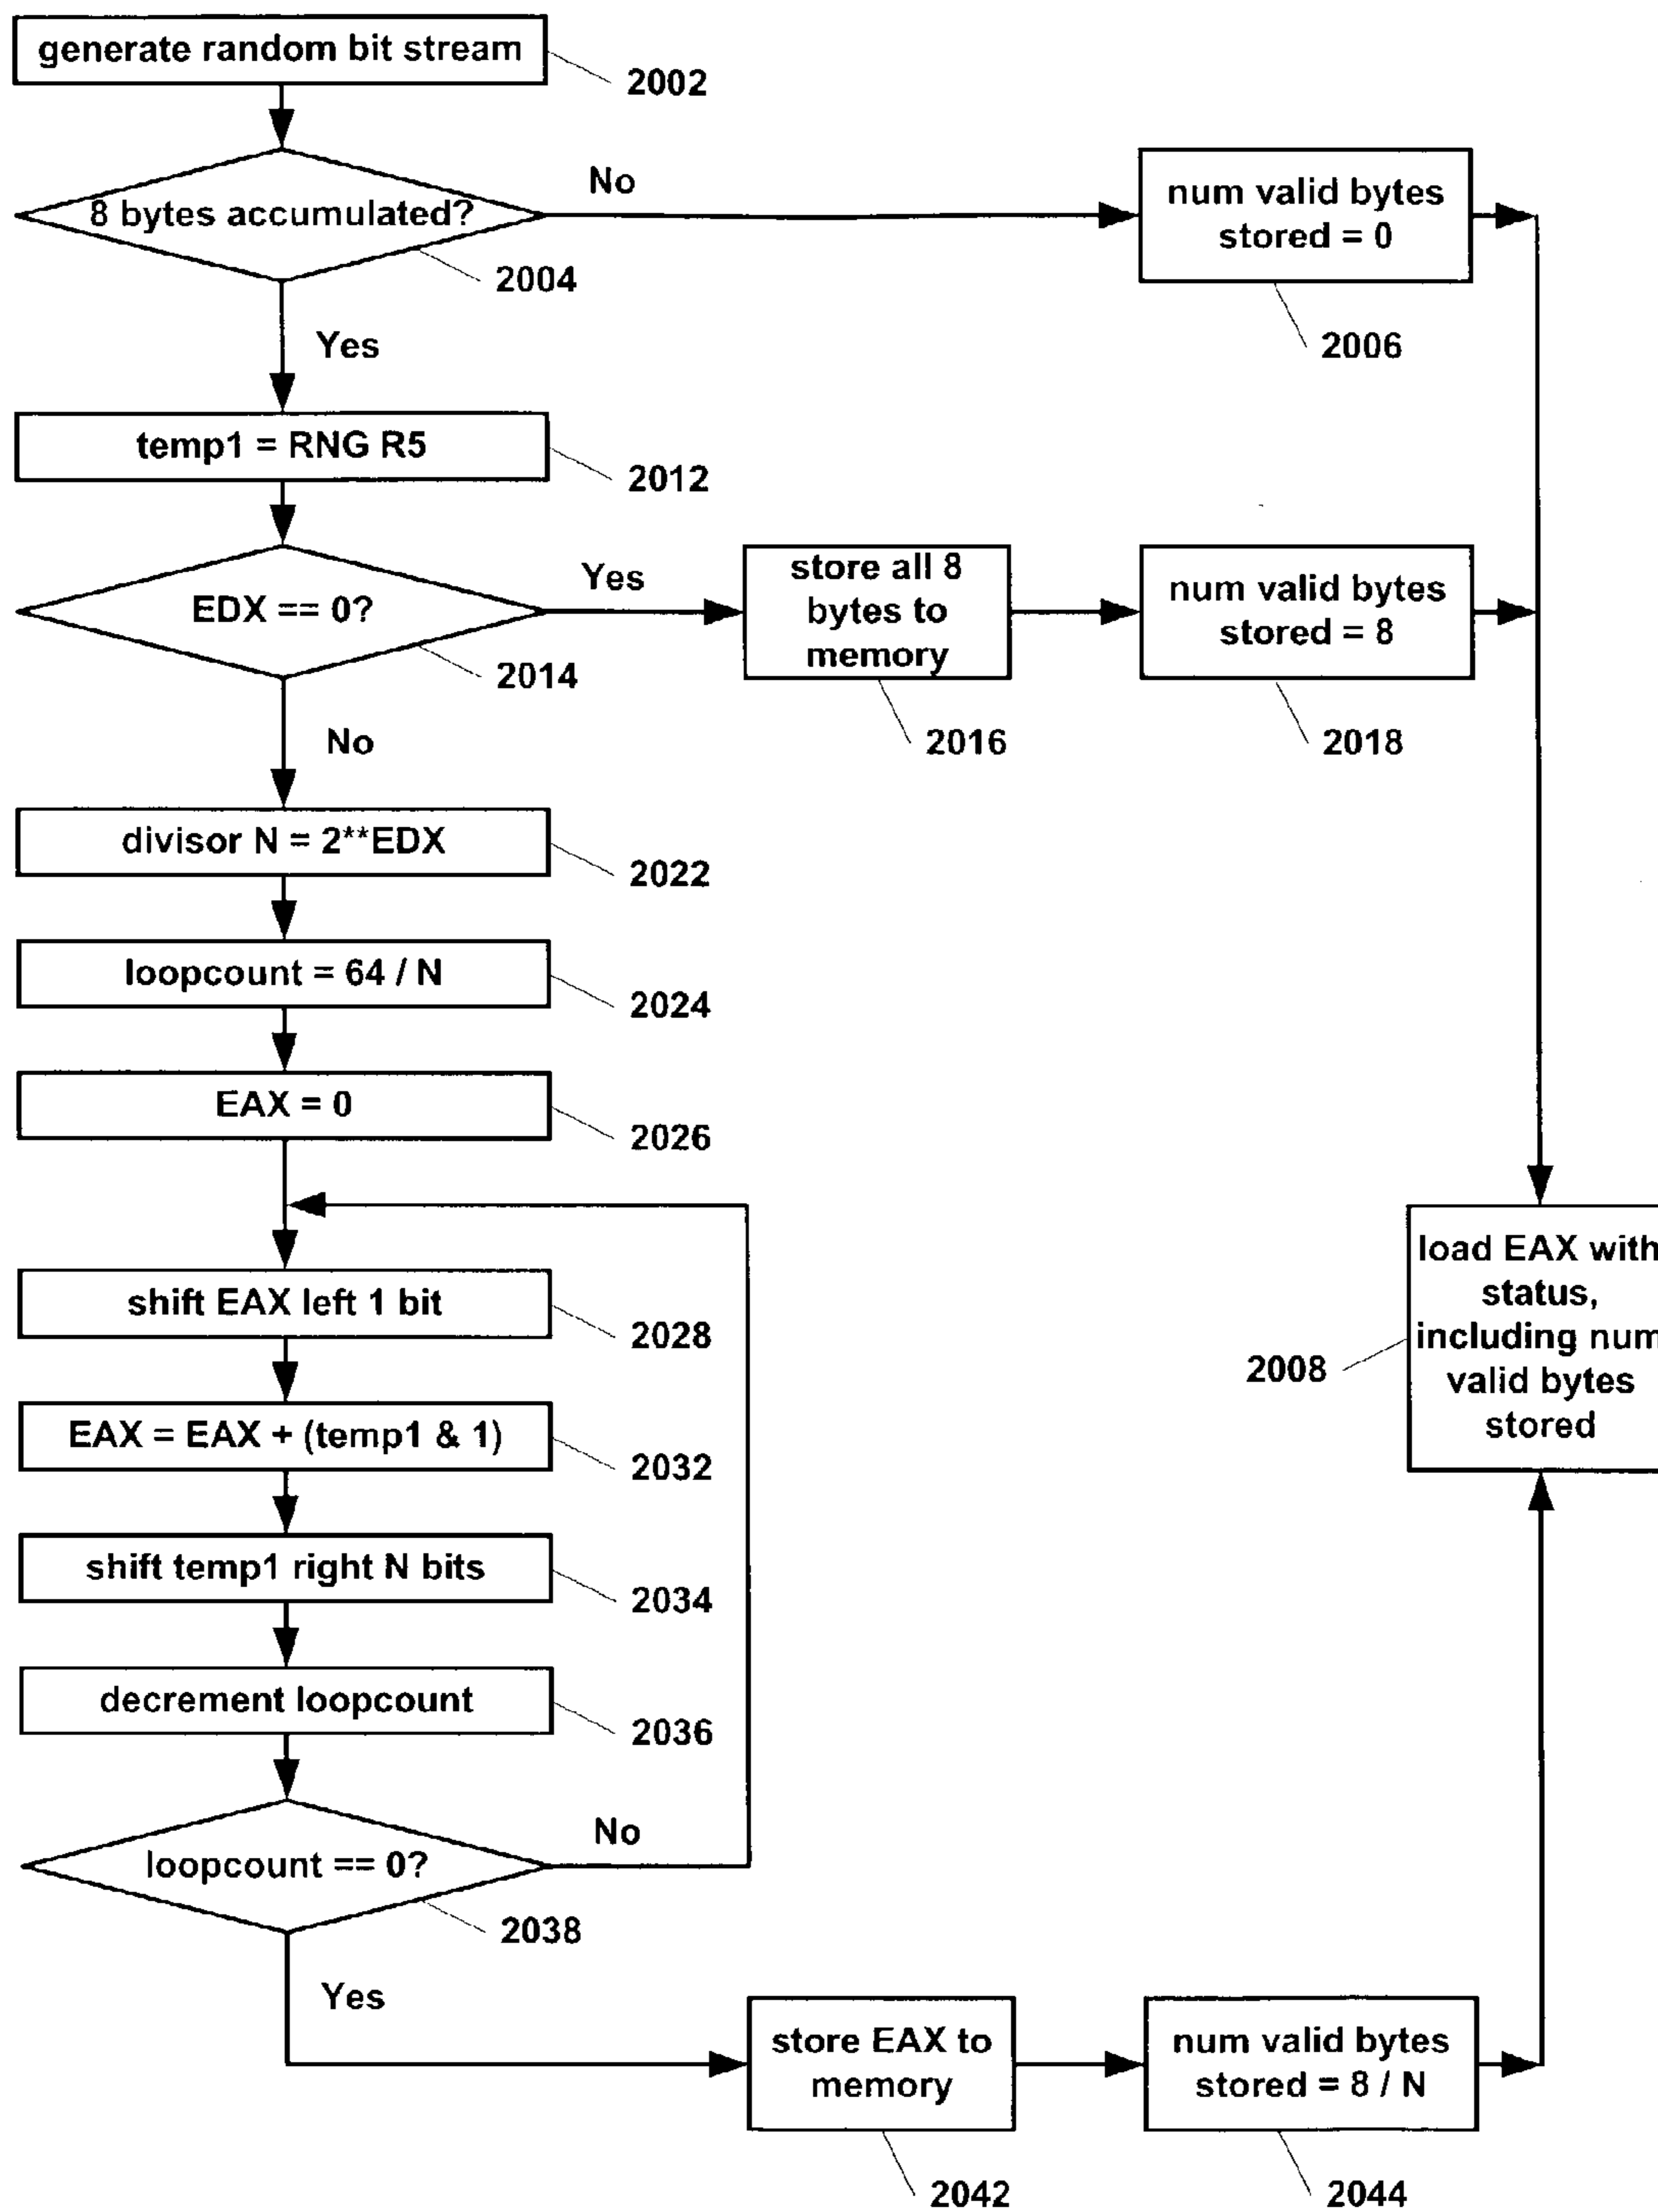 generate random bit stream
2002
8 bytes accumulated?
No
num valid bytes
stored = 0
2004
2006
Yes
temp1 = RNG R5
2012
EDX == 0?
Yes
store all 8
bytes to
memory
num valid bytes
stored = 8
2014
2016
2018
No
divisor N = 2**EDX
2022
loopcount = 64 / N
2024
EAX = 0
2026
shift EAX left 1 bit
2028
load EAX with
status,
including num
valid bytes
stored
2008
EAX = EAX + (temp1 & 1)
2032
shift temp1 right N bits
2034
decrement loopcount
2036
loopcount == 0?
No
2038
Yes
store EAX to
memory
num valid bytes
stored = 8 / N
2042
2044